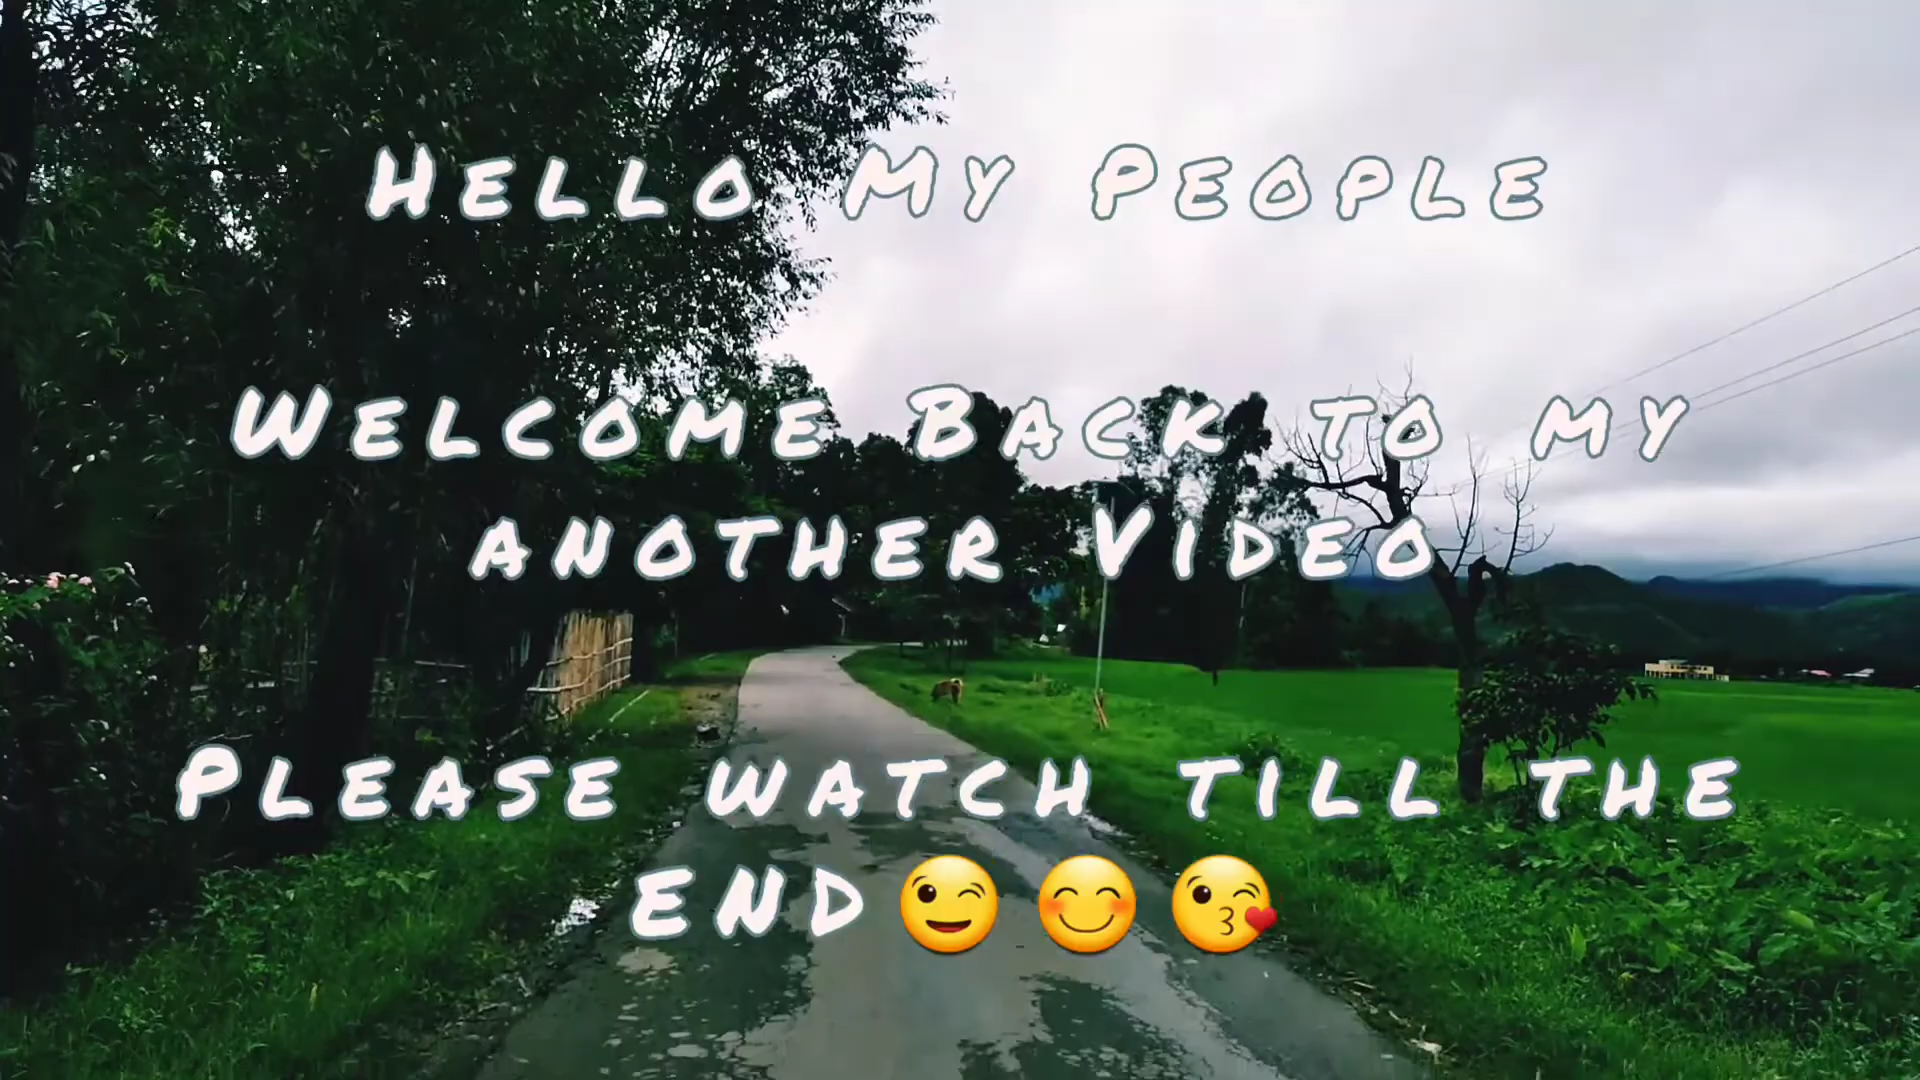 Hello My People
Welcome Back to my
another Video
Please watch till the
END😉😊😘